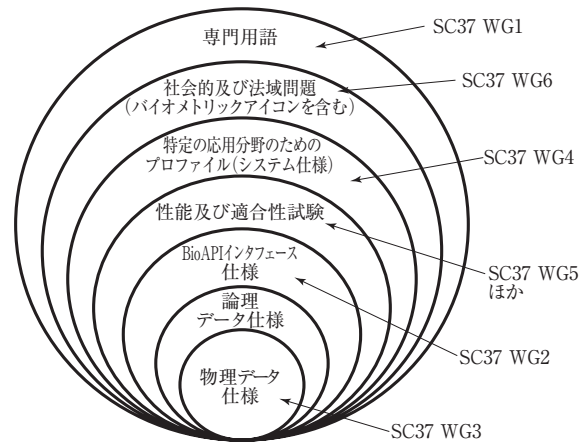 専門用語
SC37 WG1
社会的及び法域問題
(バイオメトリックアイコンを含む)
SC37 WG6
特定の応用分野のための
プロファイル(システム仕様)
SC37 WG4
性能及び適合性試験
SC37 WG5
ほか
BioAPIインタフェース
仕様
SC37 WG2
論理
データ仕様
物理データ
仕様
SC37 WG3